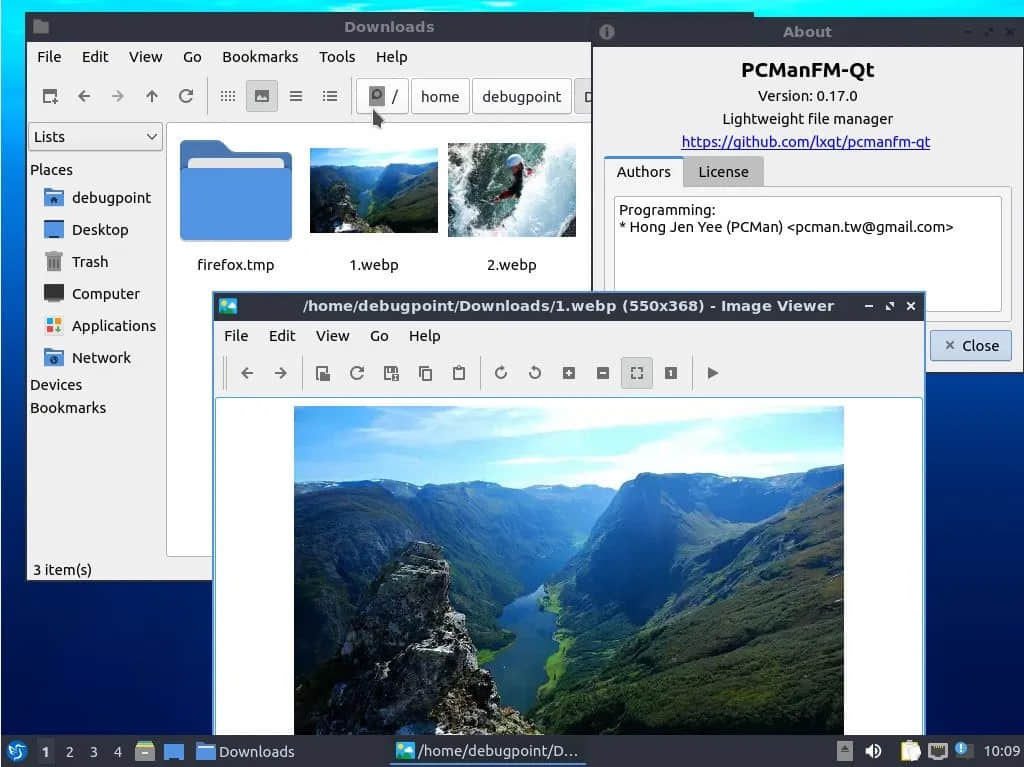 Downloads
File Edit View Go Bookmarks Tools Help
/ home debugpoint
Lists
Places
debugpoint
Desktop
Trash
Computer
Applications
Network
Devices
Bookmarks
firefox.tmp 1.webp 2.webp
3 item(s)
About
PCManFM-Qt
Version: 0.17.0
Lightweight file manager
https://github.com/lxqt/pcmanfm-qt
Authors License
Programming:
* Hong Jen Yee (PCMan) <pcman.tw@gmail.com>
Close
/home/debugpoint/Downloads/1.webp (550x368) - Image Viewer
File Edit View Go Help
1 2 3 4 Downloads /home/debugpoint/D... 10:09